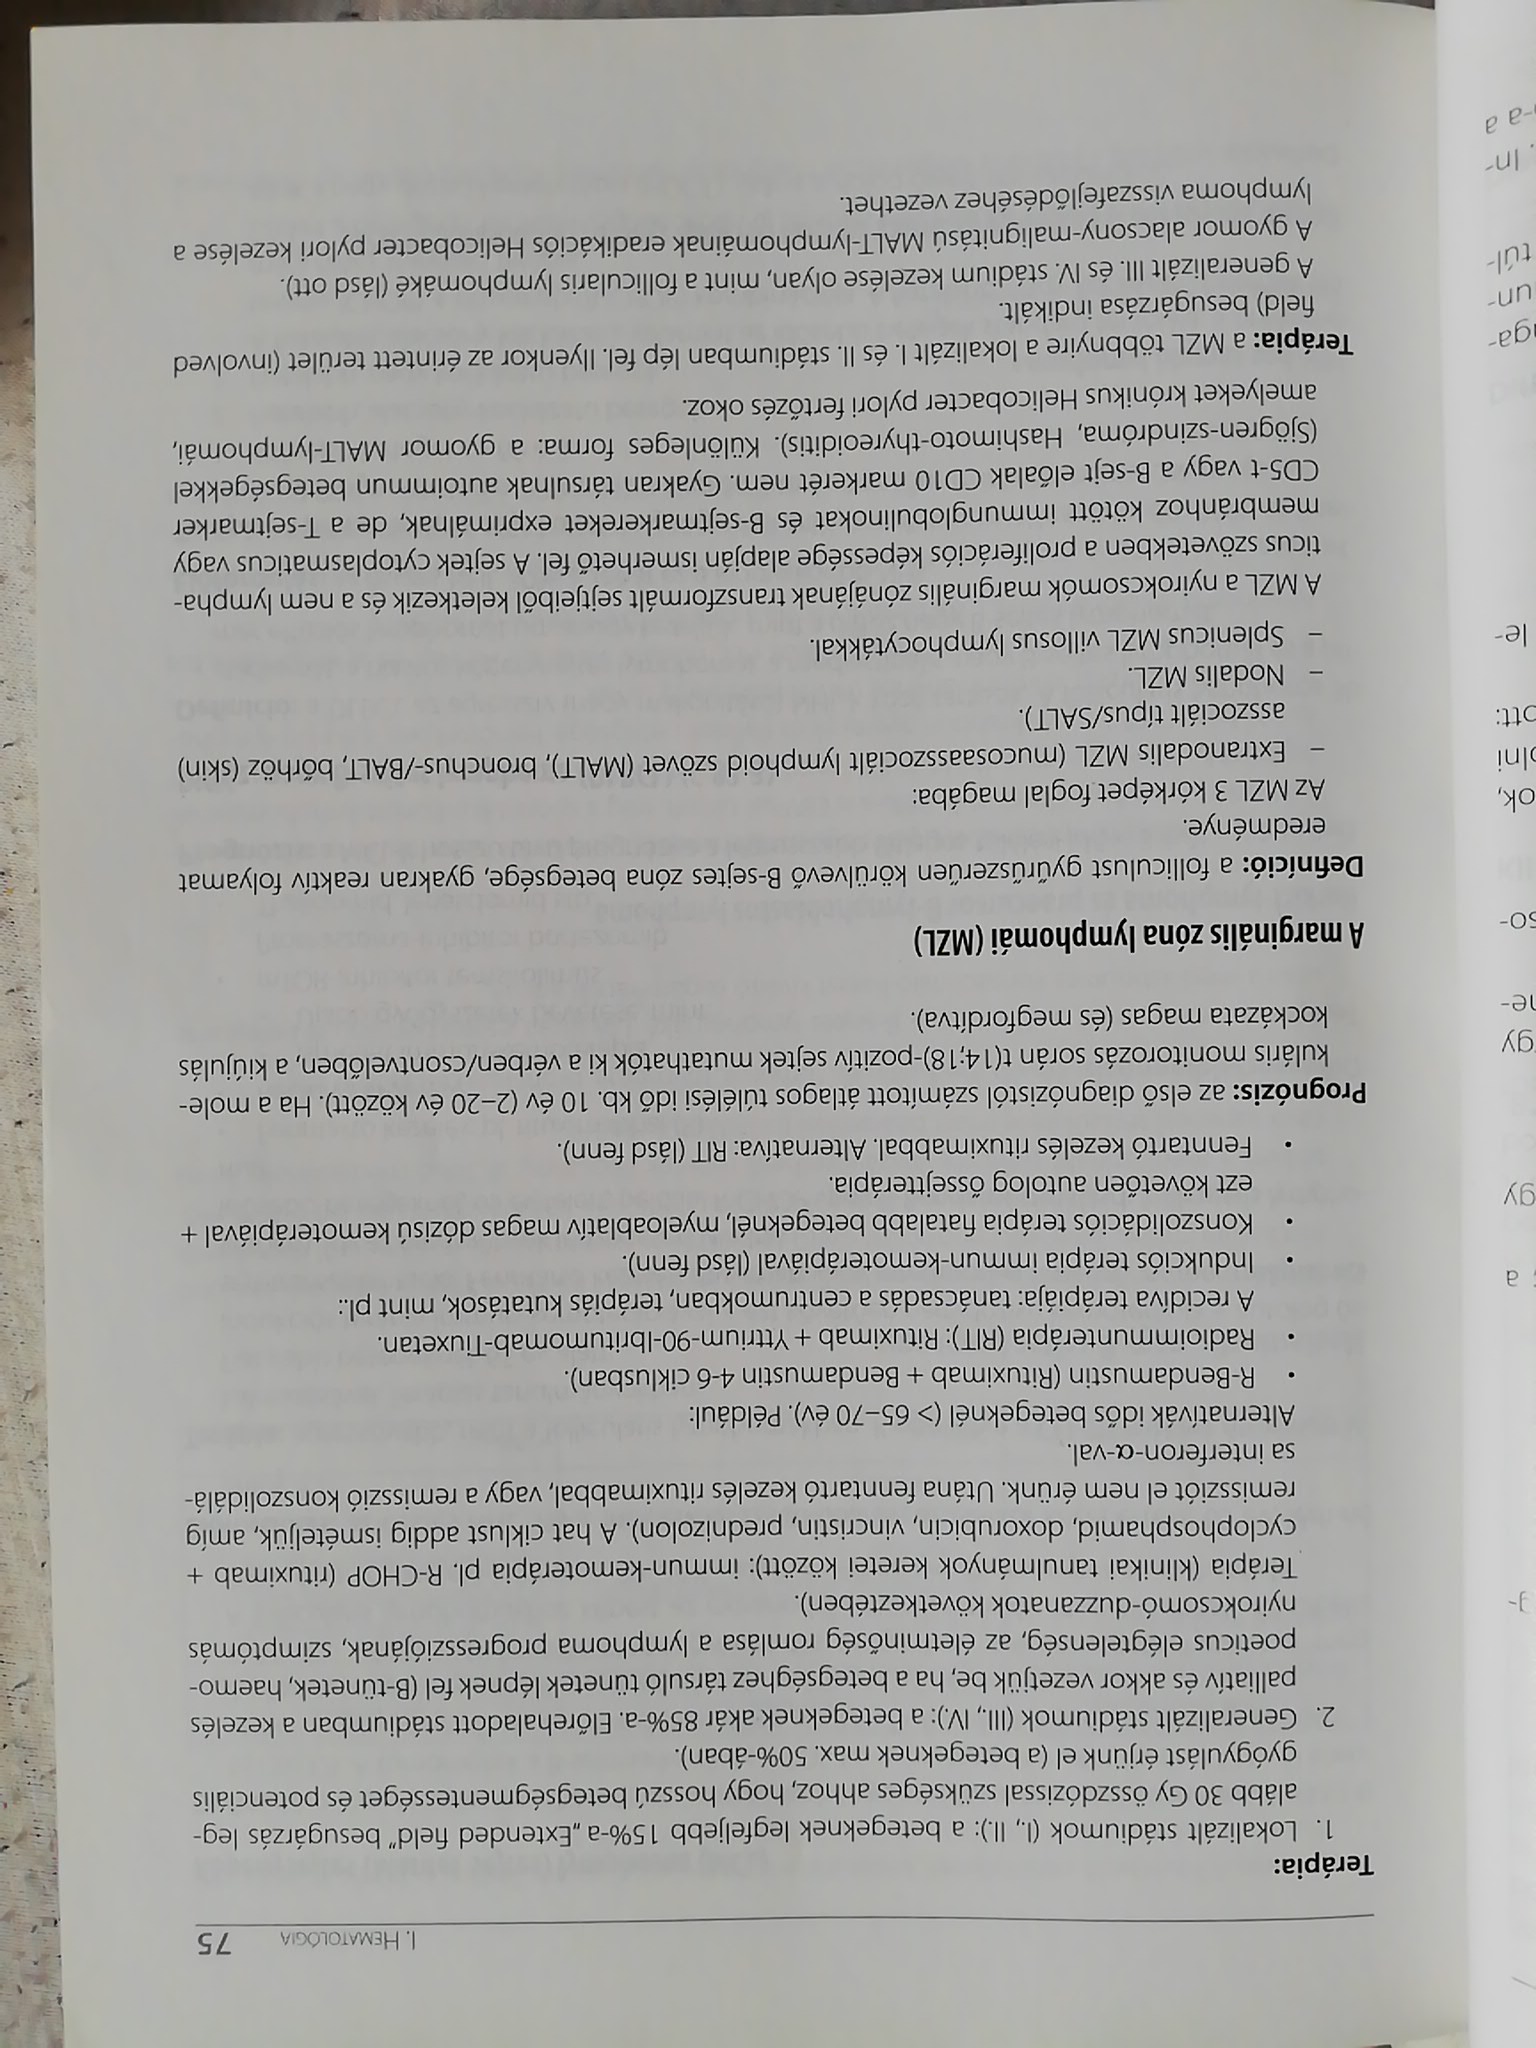 I. HEMATOLÓGIA 75
Terápia:
1. Lokalizált stádiumok (I., II.): a betegeknek legfeljebb 15%-a „Extended field" besugárzás leg-
alább 30 Gy összdózissal szükséges ahhoz, hogy hosszú betegségmentességet és potenciális
gyógyulást érjünk el (a betegeknek max. 50%-ában).
2. Generalizált stádiumok (III., IV.): a betegeknek akár 85%-a. Előrehaladott stádiumban a kezelés
palliatív és akkor vezetjük be, ha a betegséghez társuló tünetek lépnek fel (B-tünetek, haemo-
poeticus elégtelenség, az életminőség romlása a lymphoma progressziójának, szimptómás
nyirokcsomó-duzzanatok következtében).
Terápia (klinikai tanulmányok keretei között): immun-kemoterápia pl. R-CHOP (rituximab +
cyclophosphamid, doxorubicin, vincristin, prednizolon). A hat ciklust addig ismételjük, amíg
remissziót el nem érünk. Utána fenntartó kezelés rituximabbal, vagy a remisszió konszolidálá-
sa interferon-α-val.
Alternatívák idős betegeknél (> 65–70 év). Például:
• R-Bendamustin (Rituximab + Bendamustin 4-6 ciklusban).
• Radioimmunterápia (RIT): Rituximab + Yttrium-90-Ibritumomab-Tiuxetan.
A recidíva terápiája: tanácsadás a centrumokban, terápiás kutatások, mint pl.:
• Indukciós terápia immun-kemoterápiával (lásd fenn).
• Konszolidációs terápia fiatalabb betegeknél, myeloablatív magas dózisú kemoterápiával +
ezt követően autolog őssejtterápia.
• Fenntartó kezelés rituximabbal. Alternatíva: RIT (lásd fenn).
Prognózis: az első diagnózistól számított átlagos túlélési idő kb. 10 év (2–20 év között). Ha a mole-
kuláris monitorozás során t(14;18)-pozitív sejtek mutathatók ki a vérben/csontvelőben, a kiújulás
kockázata magas (és megfordítva).
A marginális zóna lymphomái (MZL)
Definíció: a folliculust gyűrűszerűen körülvevő B-sejtes zóna betegsége, gyakran reaktív folyamat
eredménye.
Az MZL 3 kórképet foglal magába:
– Extranodalis MZL (mucosaasszociált lymphoid szövet (MALT), bronchus-/BALT, bőrhöz (skin)
asszociált típus/SALT).
– Nodalis MZL.
– Splenicus MZL villosus lymphocytákkal.
A MZL a nyirokcsomók marginális zónájának transzformált sejtjeiből keletkezik és a nem lympha-
ticus szövetekben a proliferációs képessége alapján ismerhető fel. A sejtek cytoplasmaticus vagy
membránhoz kötött immunglobulinokat és B-sejtmarkereket exprimálnak, de a T-sejtmarker
CD5-t vagy a B-sejt előalak CD10 markerét nem. Gyakran társulnak autoimmun betegségekkel
(Sjögren-szindróma, Hashimoto-thyreoiditis). Különleges forma: a gyomor MALT-lymphomái,
amelyeket krónikus Helicobacter pylori fertőzés okoz.
Terápia: a MZL többnyire a lokalizált I. és II. stádiumban lép fel. Ilyenkor az érintett terület (involved
field) besugárzása indikált.
A generalizált III. és IV. stádium kezelése olyan, mint a follicularis lymphomáké (lásd ott).
A gyomor alacsony-malignitású MALT-lymphomáinak eradikációs Helicobacter pylori kezelése a
lymphoma visszafejlődéséhez vezethet.